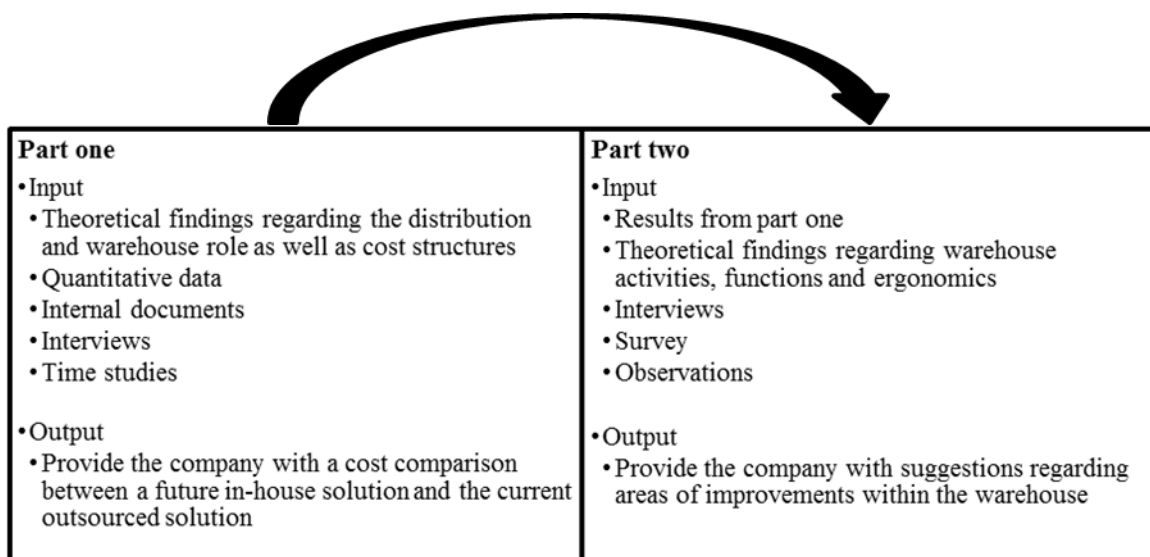 Part one
•Input
•Theoretical findings regarding the distribution
and warehouse role as well as cost structures
•Quantitative data
•Internal documents
•Interviews
•Time studies
•Output
•Provide the company with a cost comparison
between a future in-house solution and the current
outsourced solution
Part two
•Input
•Results from part one
•Theoretical findings regarding warehouse
activities, functions and ergonomics
•Interviews
•Survey
•Observations
•Output
•Provide the company with suggestions regarding
areas of improvements within the warehouse